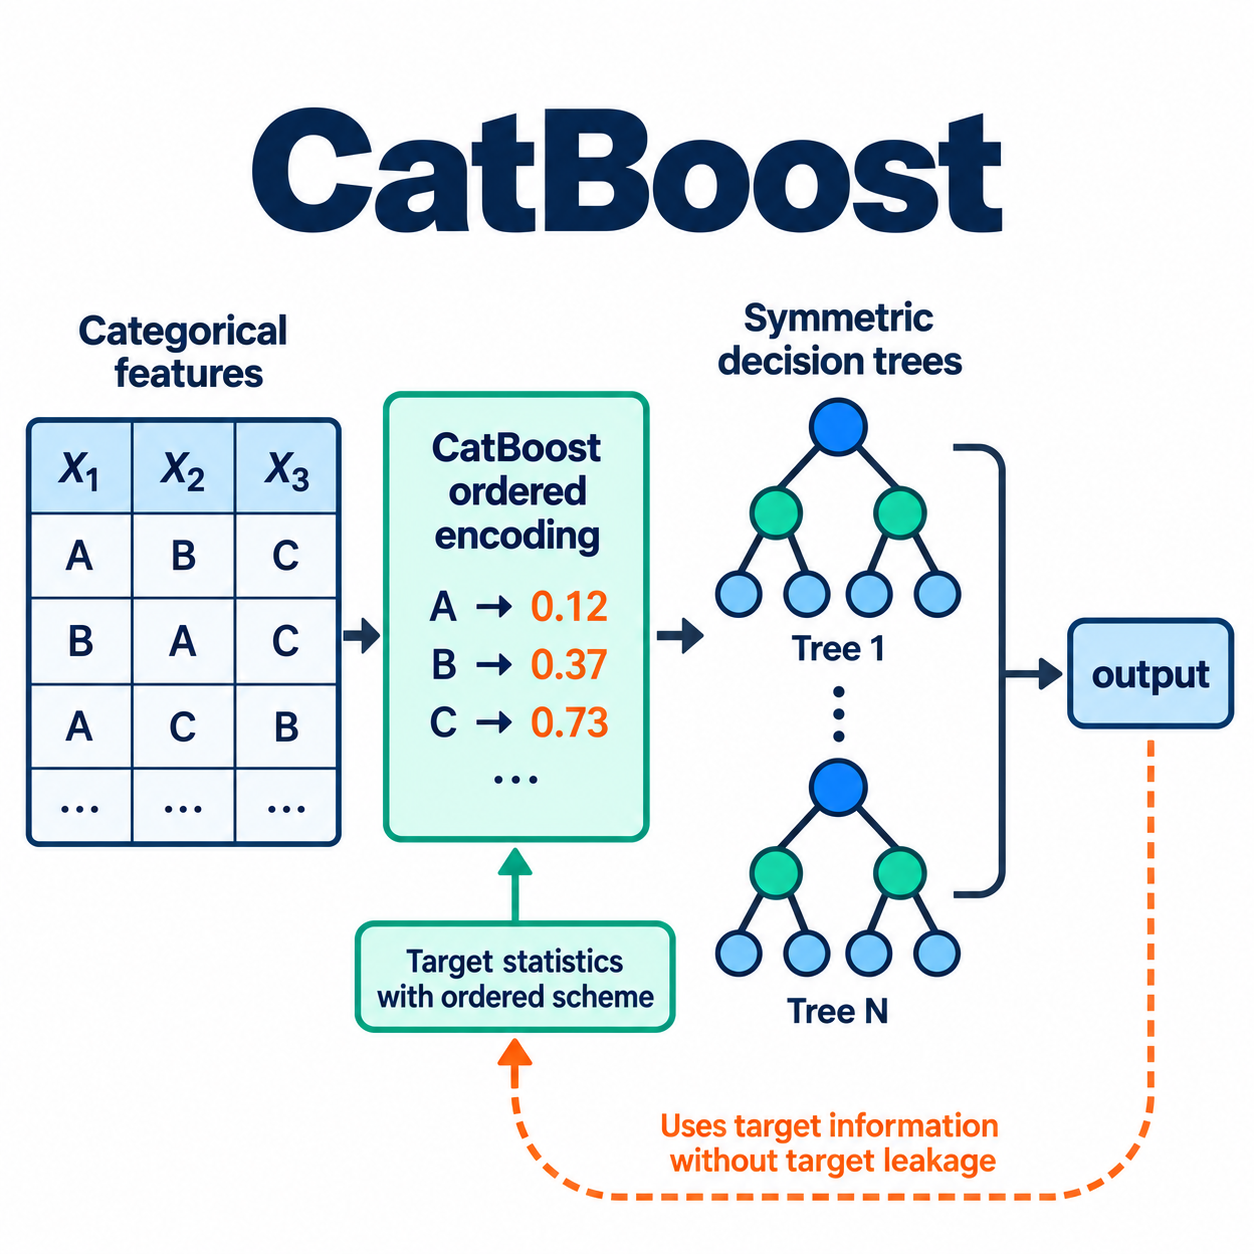 CatBoost
Categorical
features
X1 X2 X3
A B C
B A C
A C B
... ... ...
CatBoost
ordered
encoding
A → 0.12
B → 0.37
C → 0.73
...
Target statistics
with ordered scheme
Symmetric
decision trees
Tree 1
Tree N
output
Uses target information
without target leakage